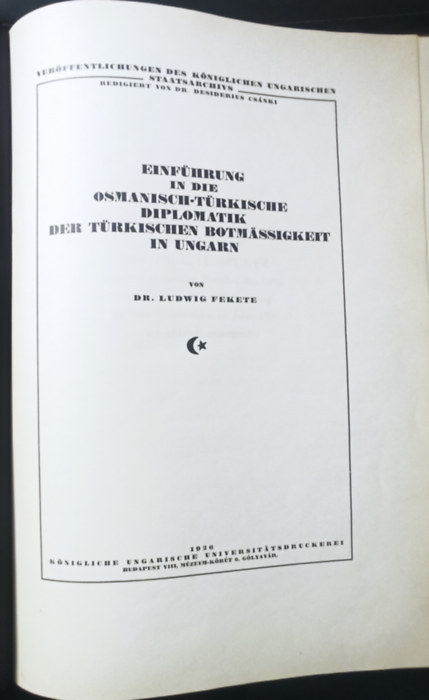 VERÖFFENTLICHUNGEN DES KÖNIGLICHEN UNGARISCHEN
STAATSARCHIVS
REDIGIERT VON DR. DESIDERIUS CSÁNKI
EINFÜHRUNG
IN DIE
OSMANISCH-TÜRKISCHE
DIPLOMATIK
DER TÜRKISCHEN BOTMÄSSIGKEIT
IN UNGARN
VON
DR. LUDWIG FEKETE
1926
KÖNIGLICHE UNGARISCHE UNIVERSITÄTSDRUCKEREI
BUDAPEST VIII, MÚZEUM-KÖRÚT 6. GÓLYAVÁR.